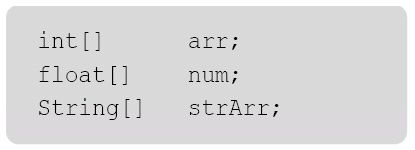 int[]     arr;
float[]   num;
String[]  strArr;